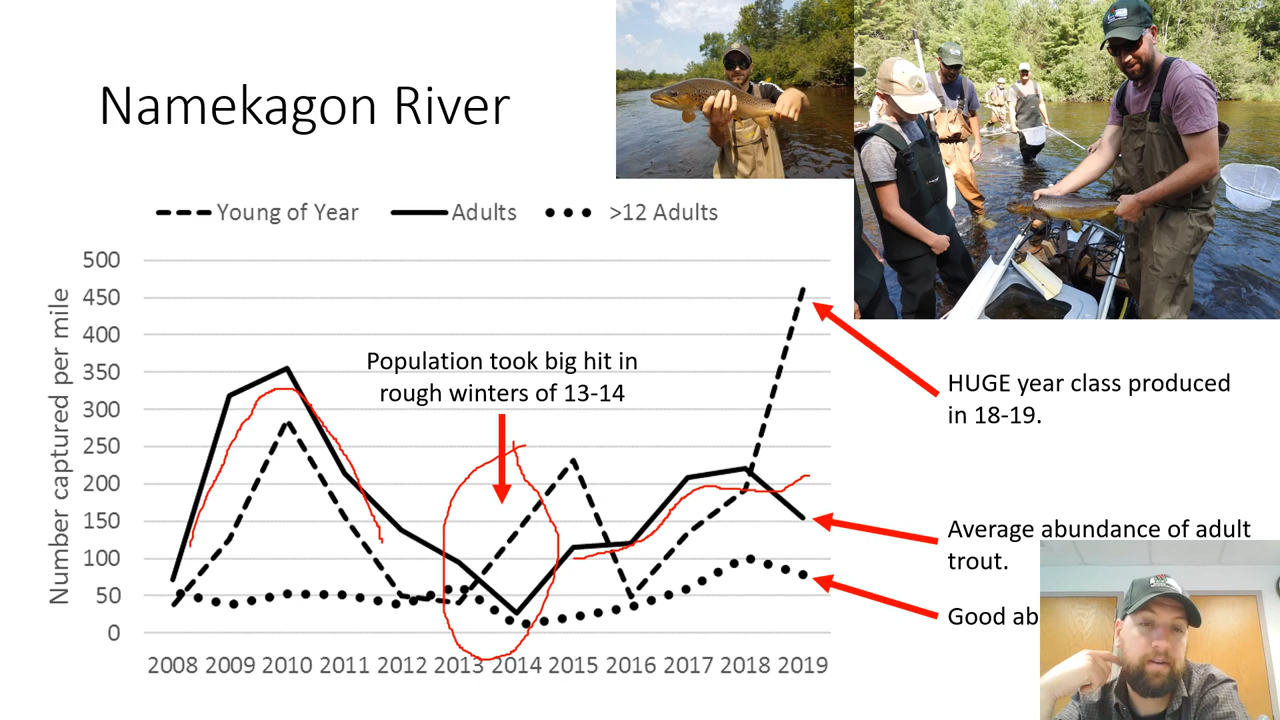 Namekagon River
Young of Year Adults >12 Adults
500
450
400
350
300
250
200
150
100
50
0
Number captured per mile
2008 2009 2010 2011 2012 2013 2014 2015 2016 2017 2018 2019
Population took big hit in
rough winters of 13-14
HUGE year class produced
in 18-19.
Average abundance of adult
trout.
Good ab